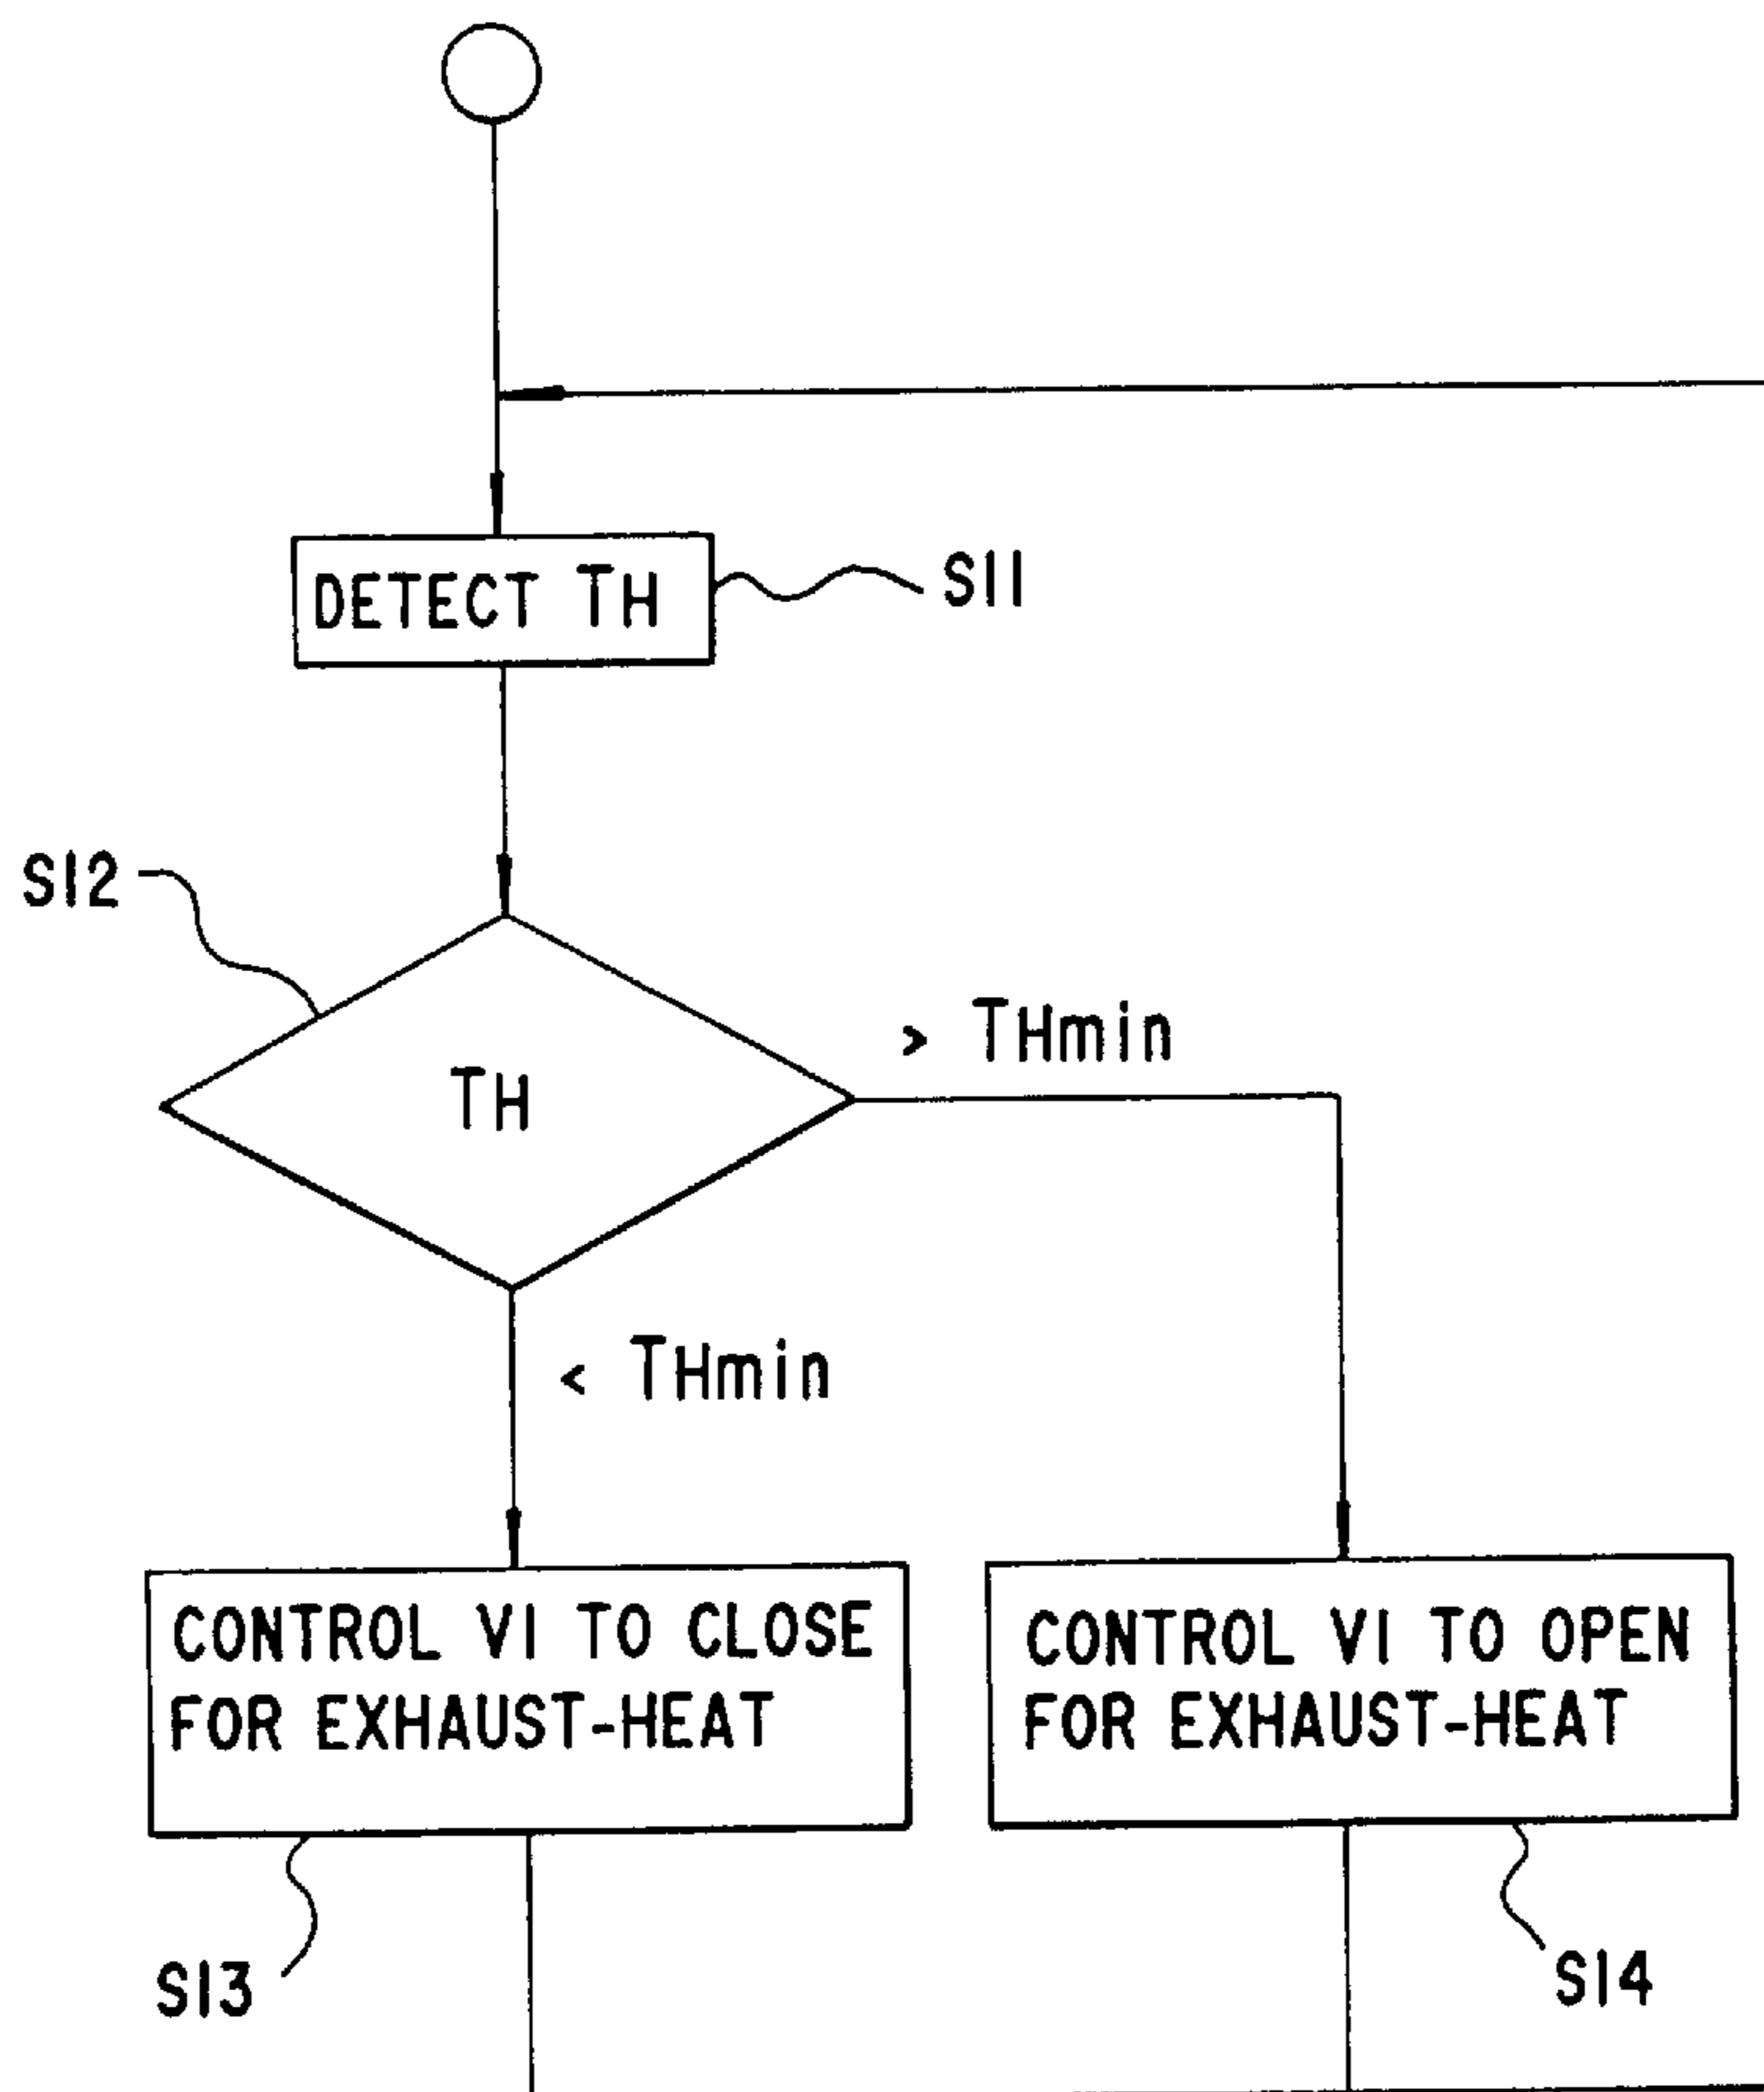 DETECT TH
S11
S12
TH
> THmin
< THmin
CONTROL V1 TO CLOSE
FOR EXHAUST-HEAT
CONTROL V1 TO OPEN
FOR EXHAUST-HEAT
S13
S14